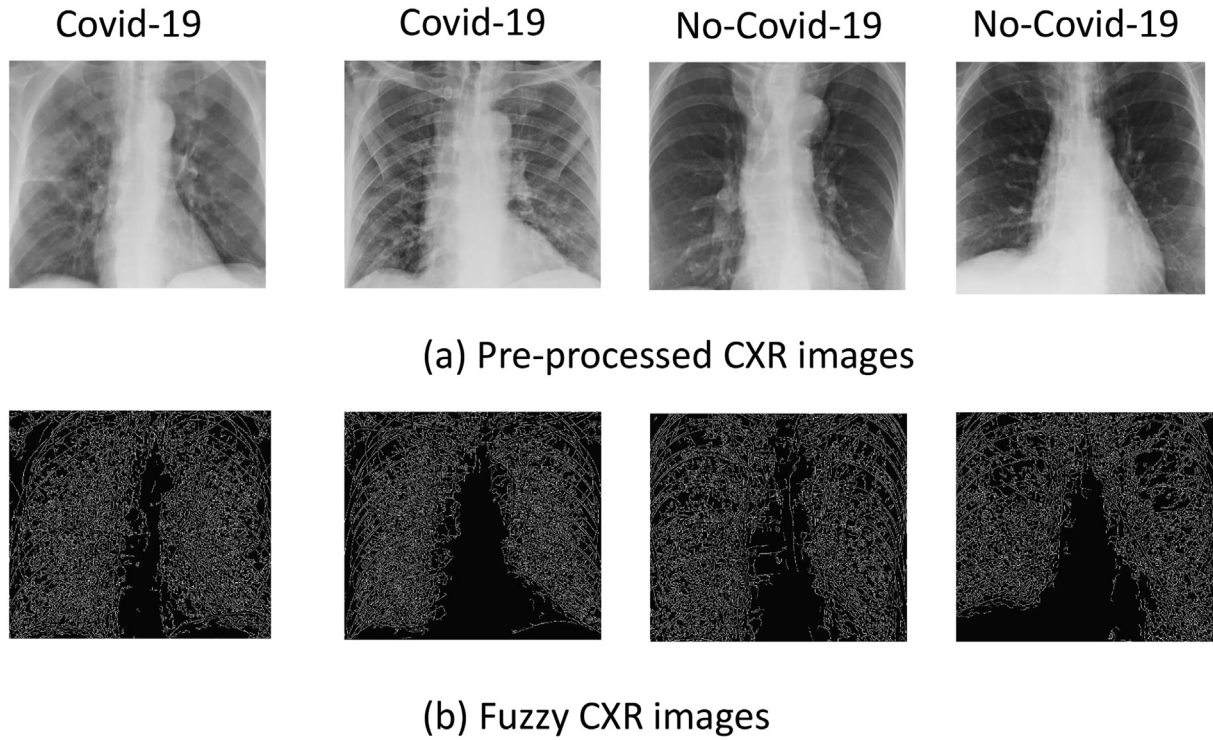 Covid-19 Covid-19 No-Covid-19 No-Covid-19
(a) Pre-processed CXR images
(b) Fuzzy CXR images